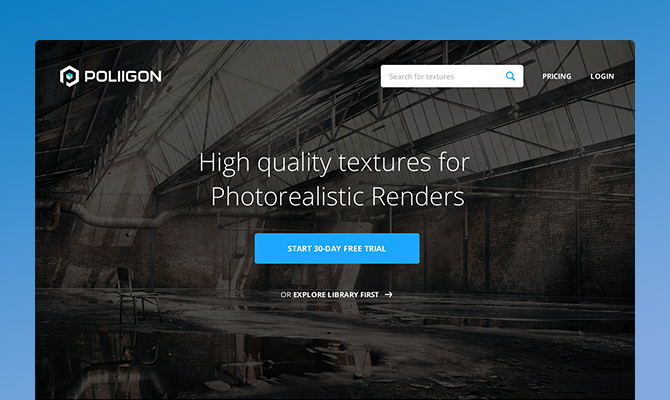 POLIIGON
Search for textures
PRICING
LOGIN
High quality textures for
Photorealistic Renders
START 30-DAY FREE TRIAL
OR EXPLORE LIBRARY FIRST →